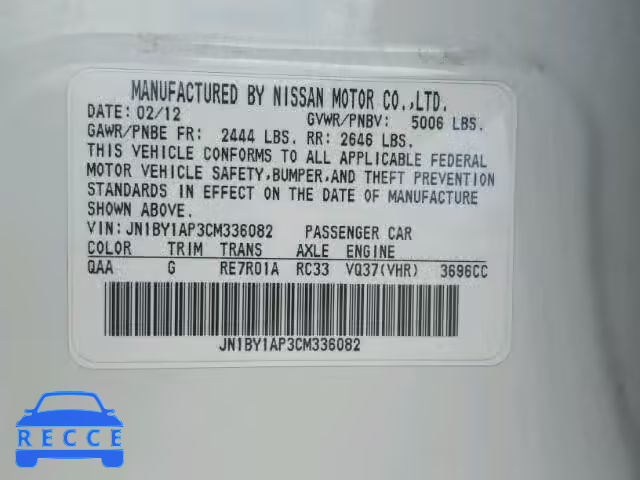 MANUFACTURED BY NISSAN MOTOR CO.,LTD.
DATE: 02/12 GVWR/PNBV: 5006 LBS.
GAWR/PNBE FR: 2444 LBS. RR: 2646 LBS.
THIS VEHICLE CONFORMS TO ALL APPLICABLE FEDERAL
MOTOR VEHICLE SAFETY,BUMPER,AND THEFT PREVENTION
STANDARDS IN EFFECT ON THE DATE OF MANUFACTURE
SHOWN ABOVE.
VIN:JN1BY1AP3CM336082 PASSENGER CAR
COLOR TRIM TRANS AXLE ENGINE
QAA G RE7R01A RC33 VQ37(VHR) 3696CC
JN1BY1AP3CM336082
RECCE